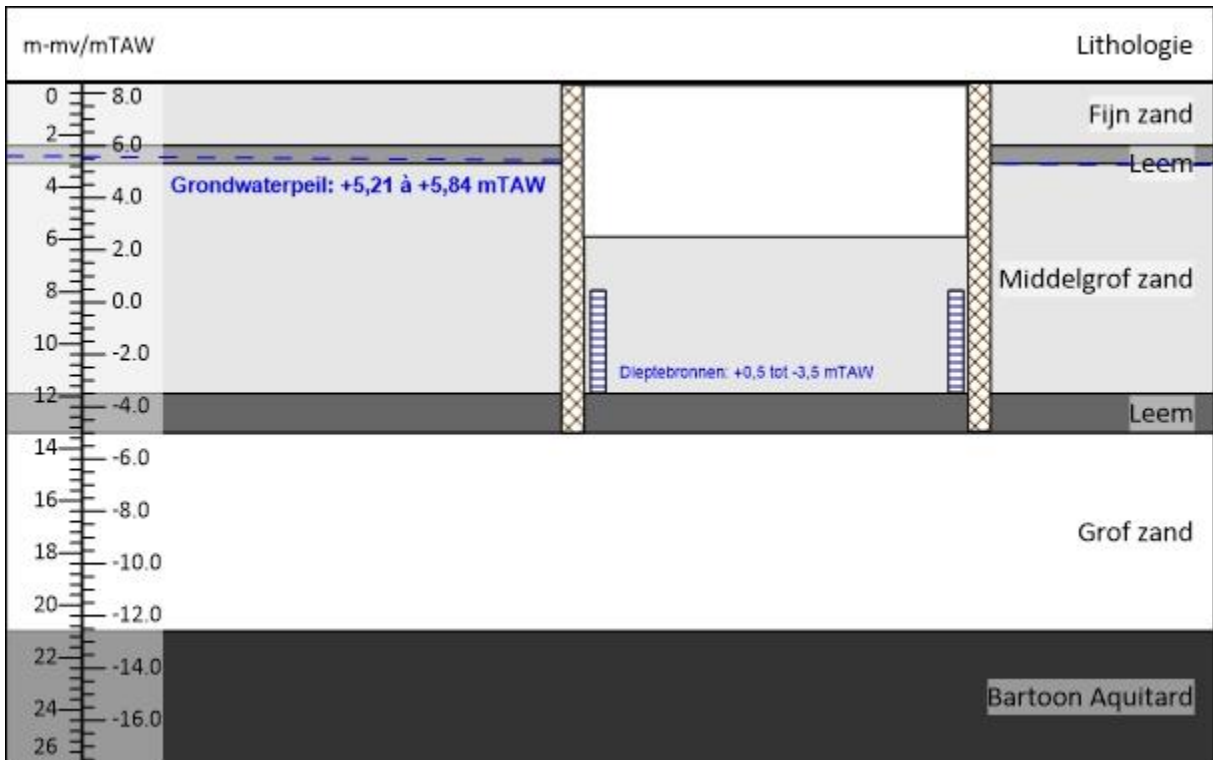 m-mv/mTAW
Lithologie
0
8.0
Fijn zand
2
6.0
Leem
Grondwaterpeil: +5,21 à +5,84 mTAW
4
4.0
6
2.0
Middelgrof zand
8
0.0
10
-2.0
Dieptebronnen: +0,5 tot -3,5 mTAW
12
-4.0
Leem
14
-6.0
16
-8.0
Grof zand
18
-10.0
20
-12.0
22
-14.0
Bartoon Aquitard
24
-16.0
26